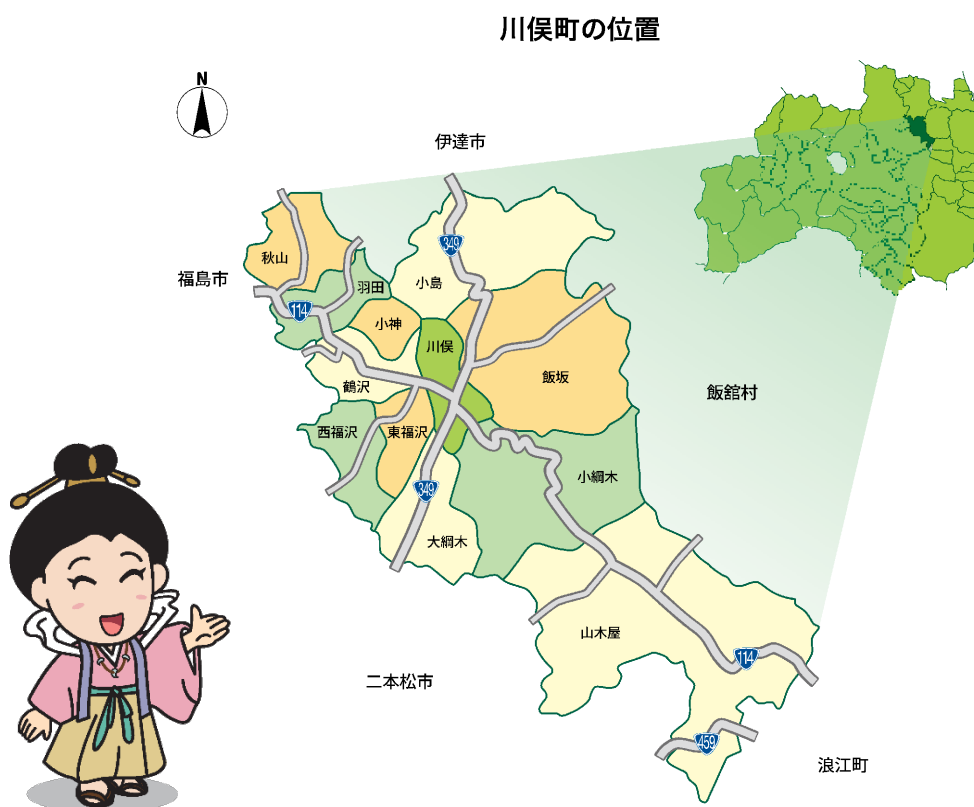 川俣町の位置
N
伊達市
秋山
福島市
羽田
349
小島
114
小神
川俣
飯坂
鶴沢
飯舘村
西福沢
東福沢
小綱木
349
大綱木
山木屋
114
二本松市
459
浪江町